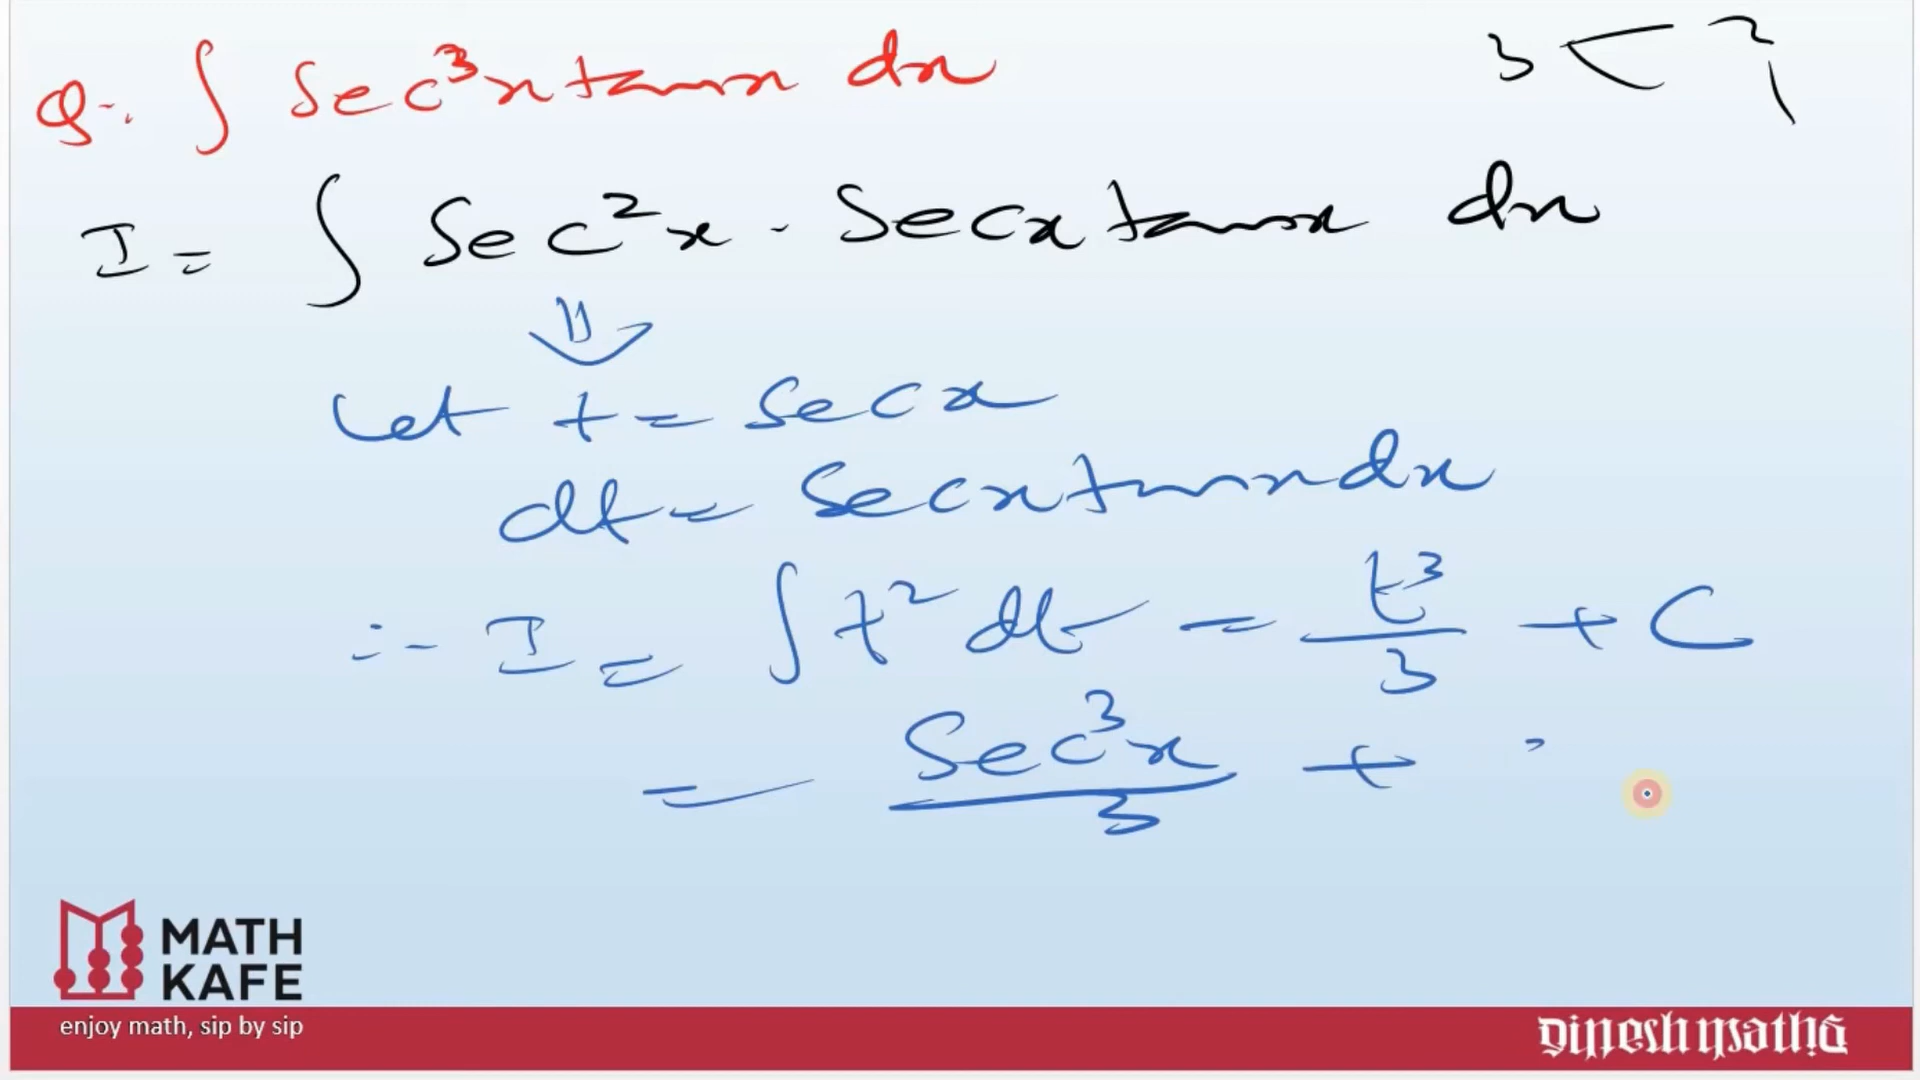 Q-. ∫ Sec³x tanx dx
3 < 2 1
I = ∫ Sec²x . Secx tanx dx
Let t = Secx
dt = Secx tanx dx
∴ I = ∫ t² dt = t³/3 + C
= Sec³x/3 +
MATH
KAFE
enjoy math, sip by sip
Dinesh maths